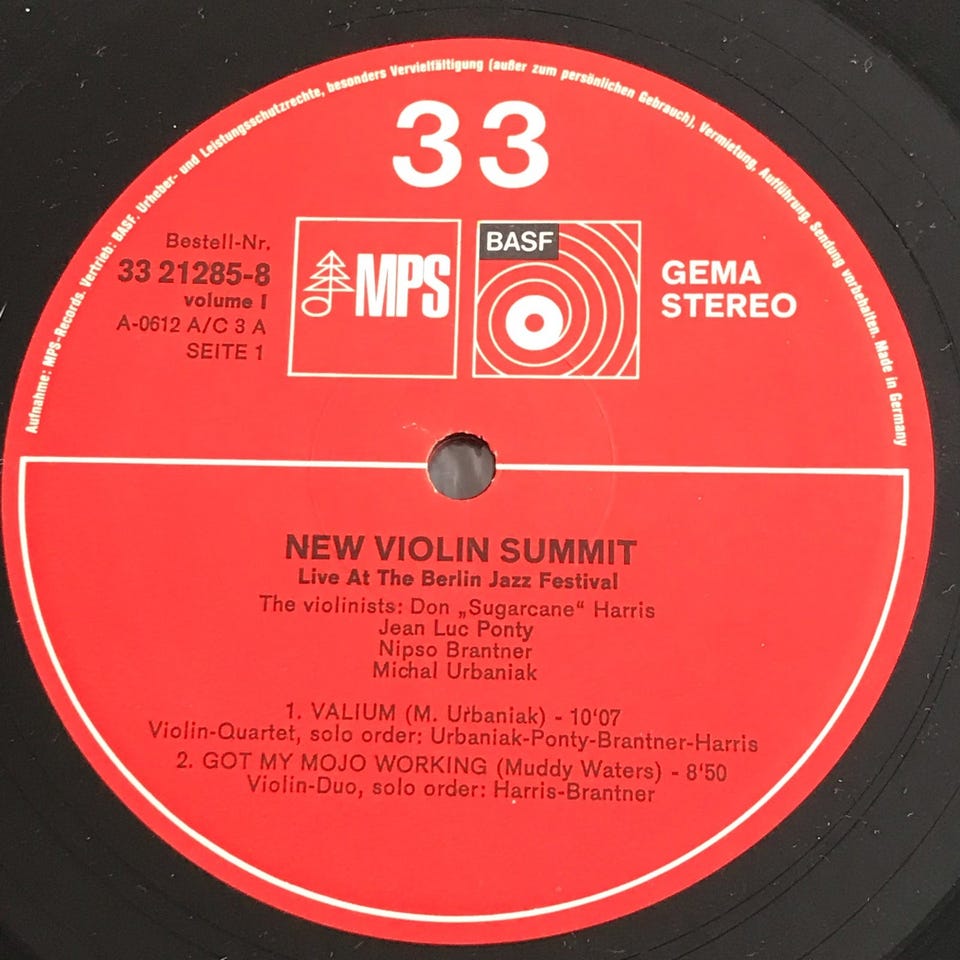 Aufnahme: MPS-Records. Vertrieb: BASF. Urheber- und Leistungsschutzrechte, besonders Vervielfältigung (außer zum persönlichen Gebrauch), Vermietung, Aufführung, Sendung vorbehalten. Made in Germany
33
Bestell-Nr.
33 21285-8
volume I
A-0612 A/C 3 A
SEITE 1
MPS
BASF
GEMA
STEREO
NEW VIOLIN SUMMIT
Live At The Berlin Jazz Festival
The violinists: Don „Sugarcane“ Harris
Jean Luc Ponty
Nipso Brantner
Michal Urbaniak
1. VALIUM (M. Urbaniak) - 10'07
Violin-Quartet, solo order: Urbaniak-Ponty-Brantner-Harris
2. GOT MY MOJO WORKING (Muddy Waters) - 8'50
Violin-Duo, solo order: Harris-Brantner